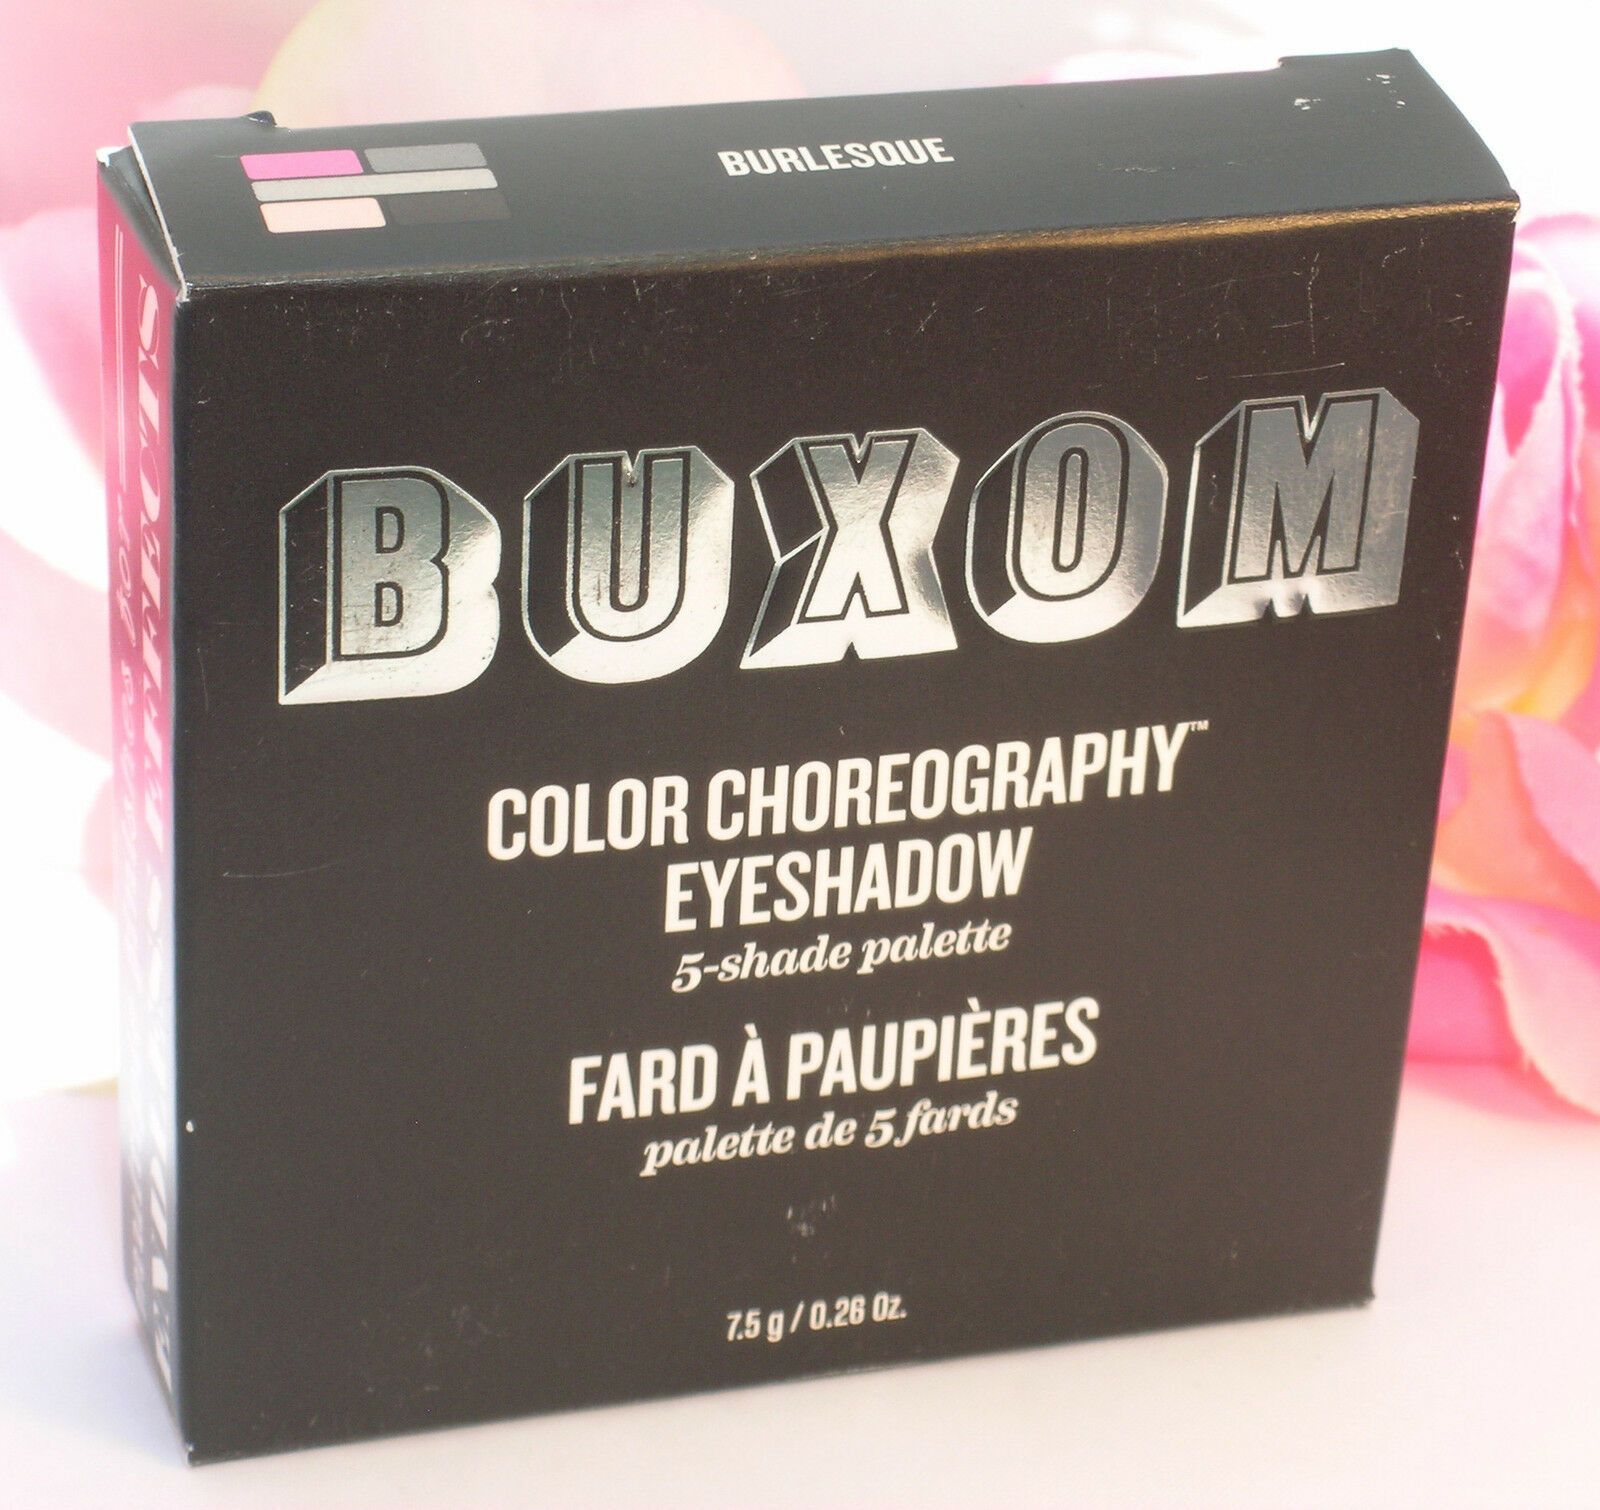 BURLESQUE
BUXOM
COLOR CHOREOGRAPHY™
EYESHADOW
5-shade palette
FARD À PAUPIÈRES
palette de 5 fards
7.5 g / 0.26 Oz.